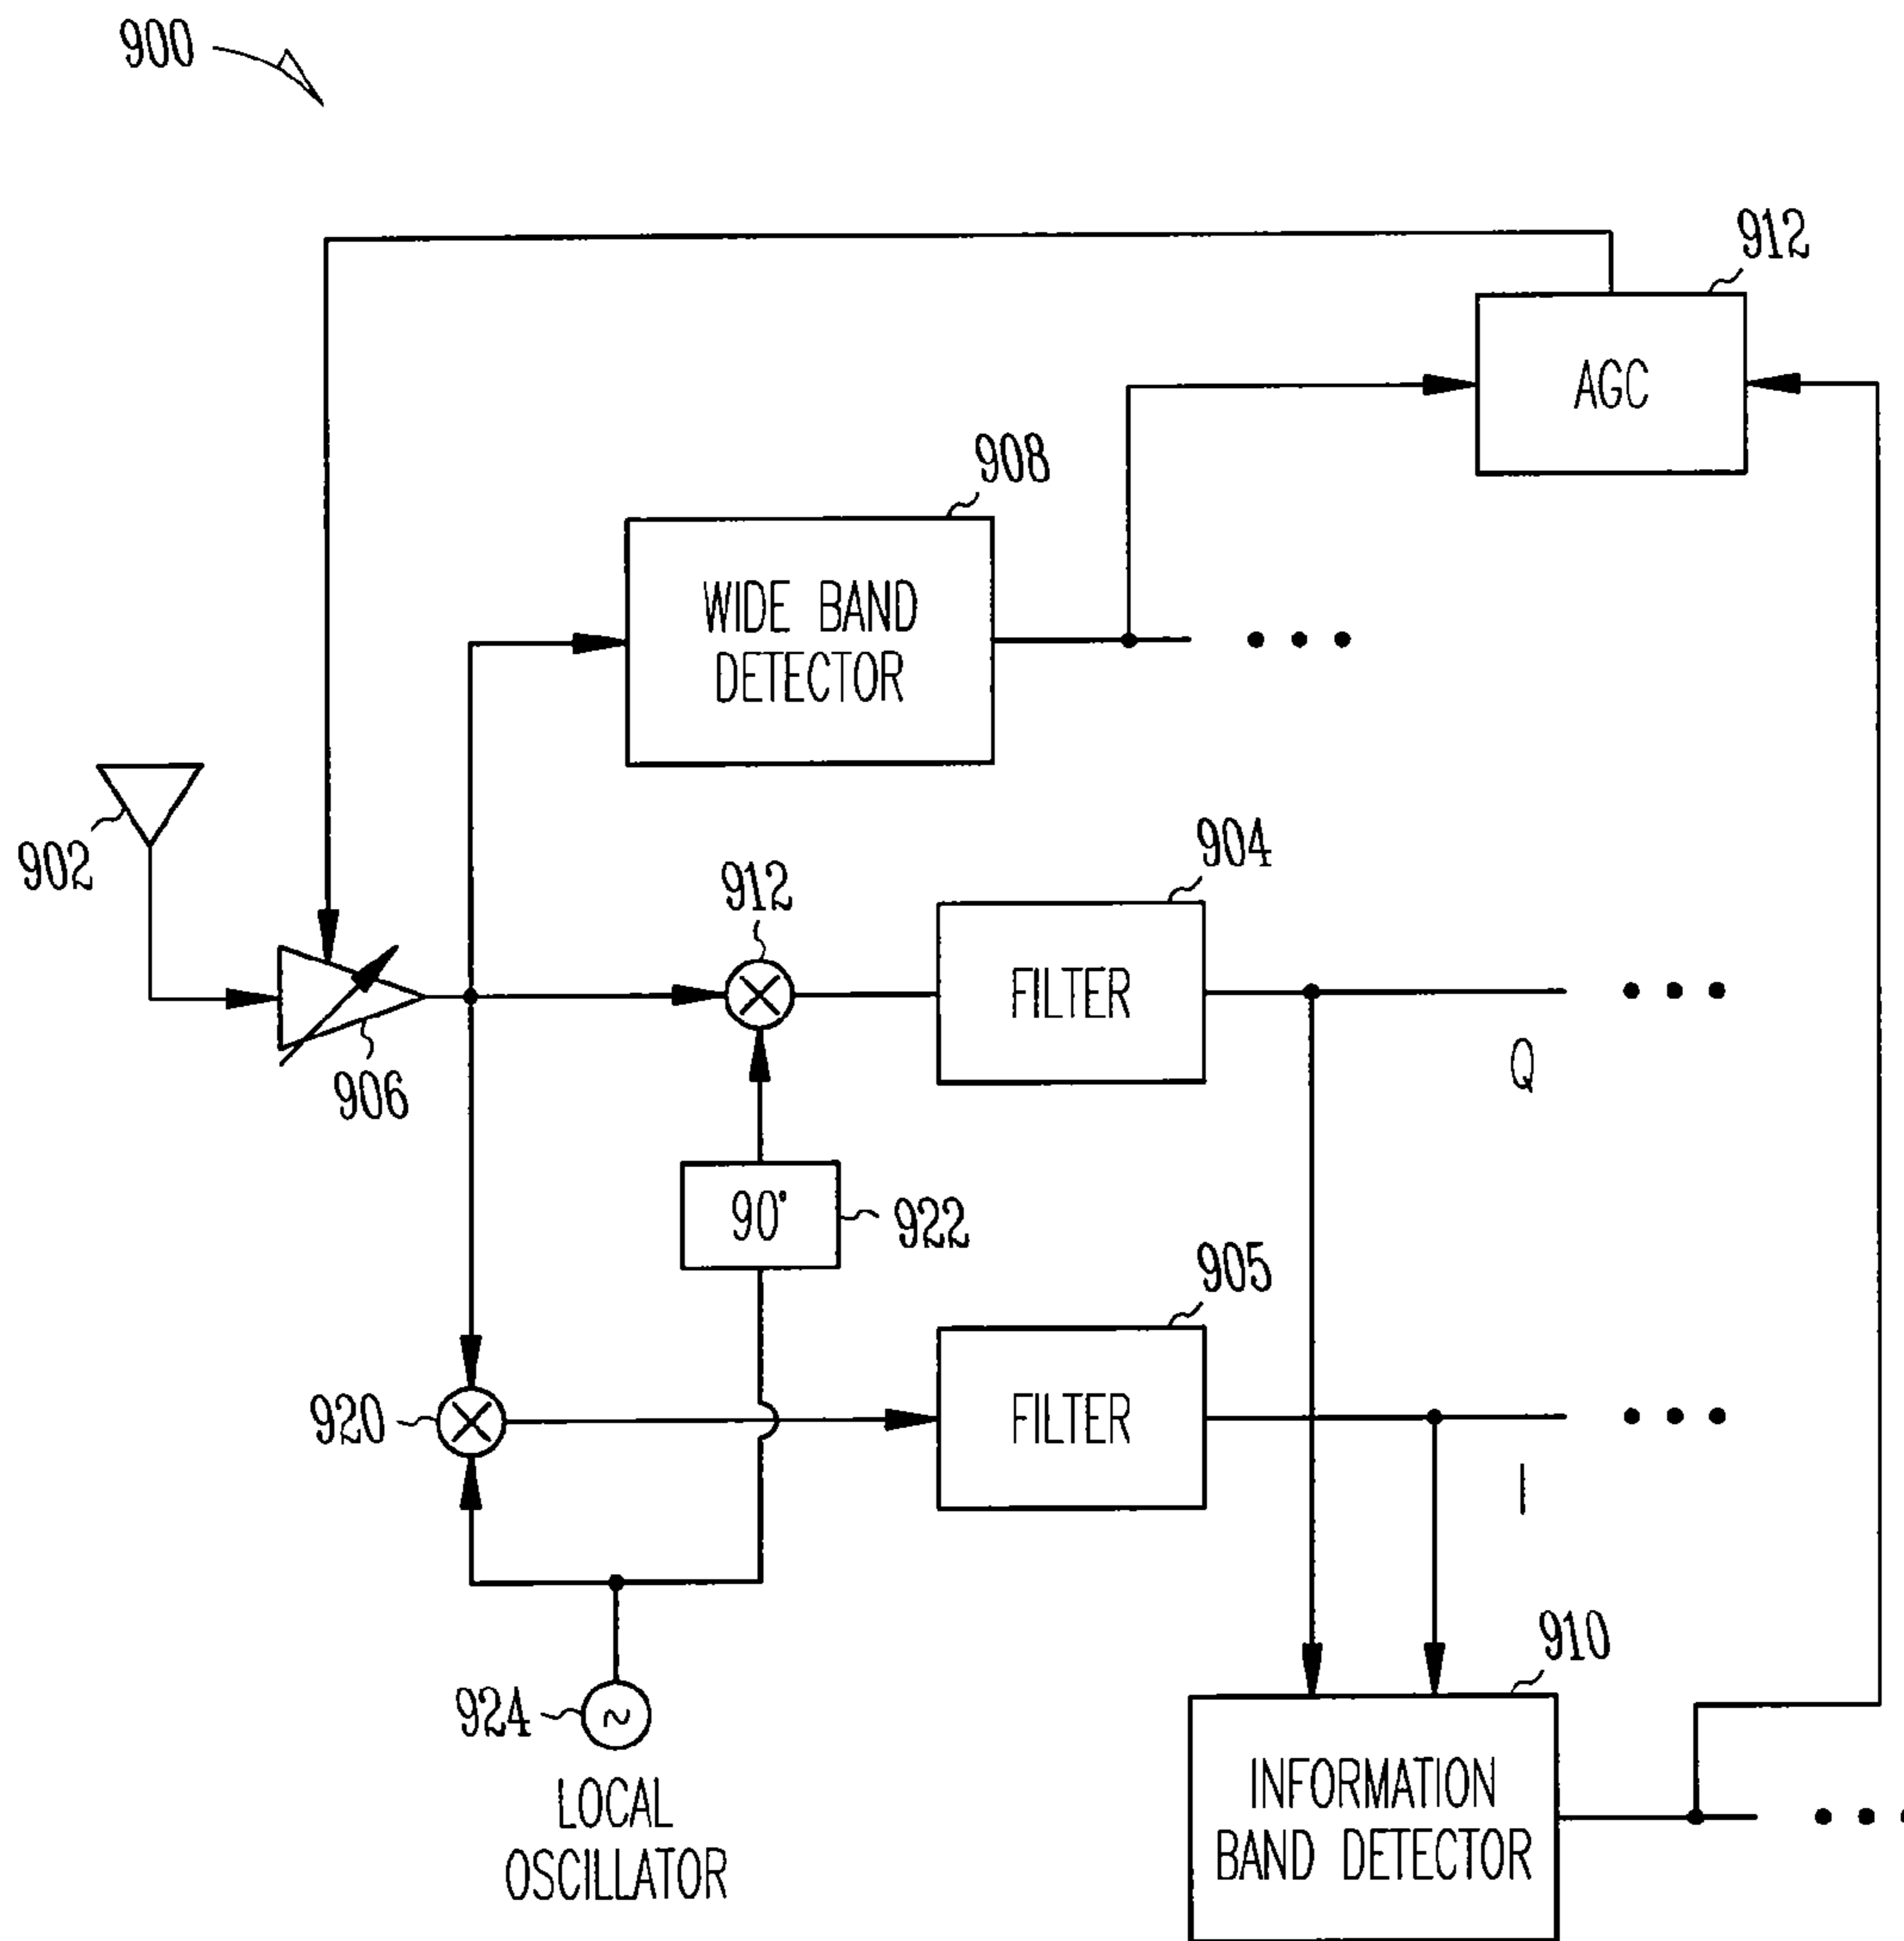 900
912
AGC
908
WIDE BAND
DETECTOR
902
904
912
FILTER
906
Q
90°
922
905
920
FILTER
I
910
924
LOCAL
OSCILLATOR
INFORMATION
BAND DETECTOR